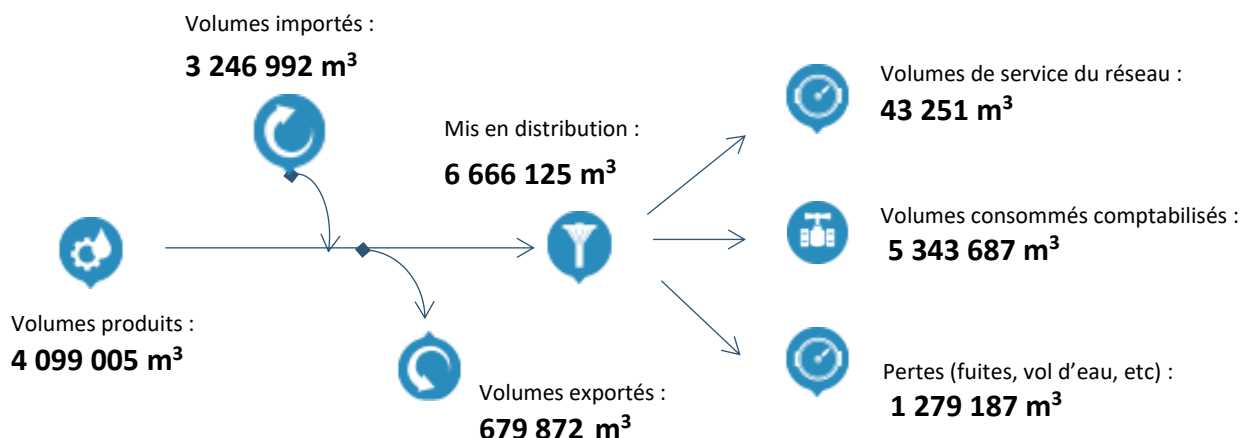 Volumes importés :
3 246 992 m³
Volumes de service du réseau :
43 251 m³
Mis en distribution :
6 666 125 m³
Volumes consommés comptabilisés :
5 343 687 m³
Volumes produits :
4 099 005 m³
Volumes exportés :
679 872 m³
Pertes (fuites, vol d’eau, etc) :
1 279 187 m³